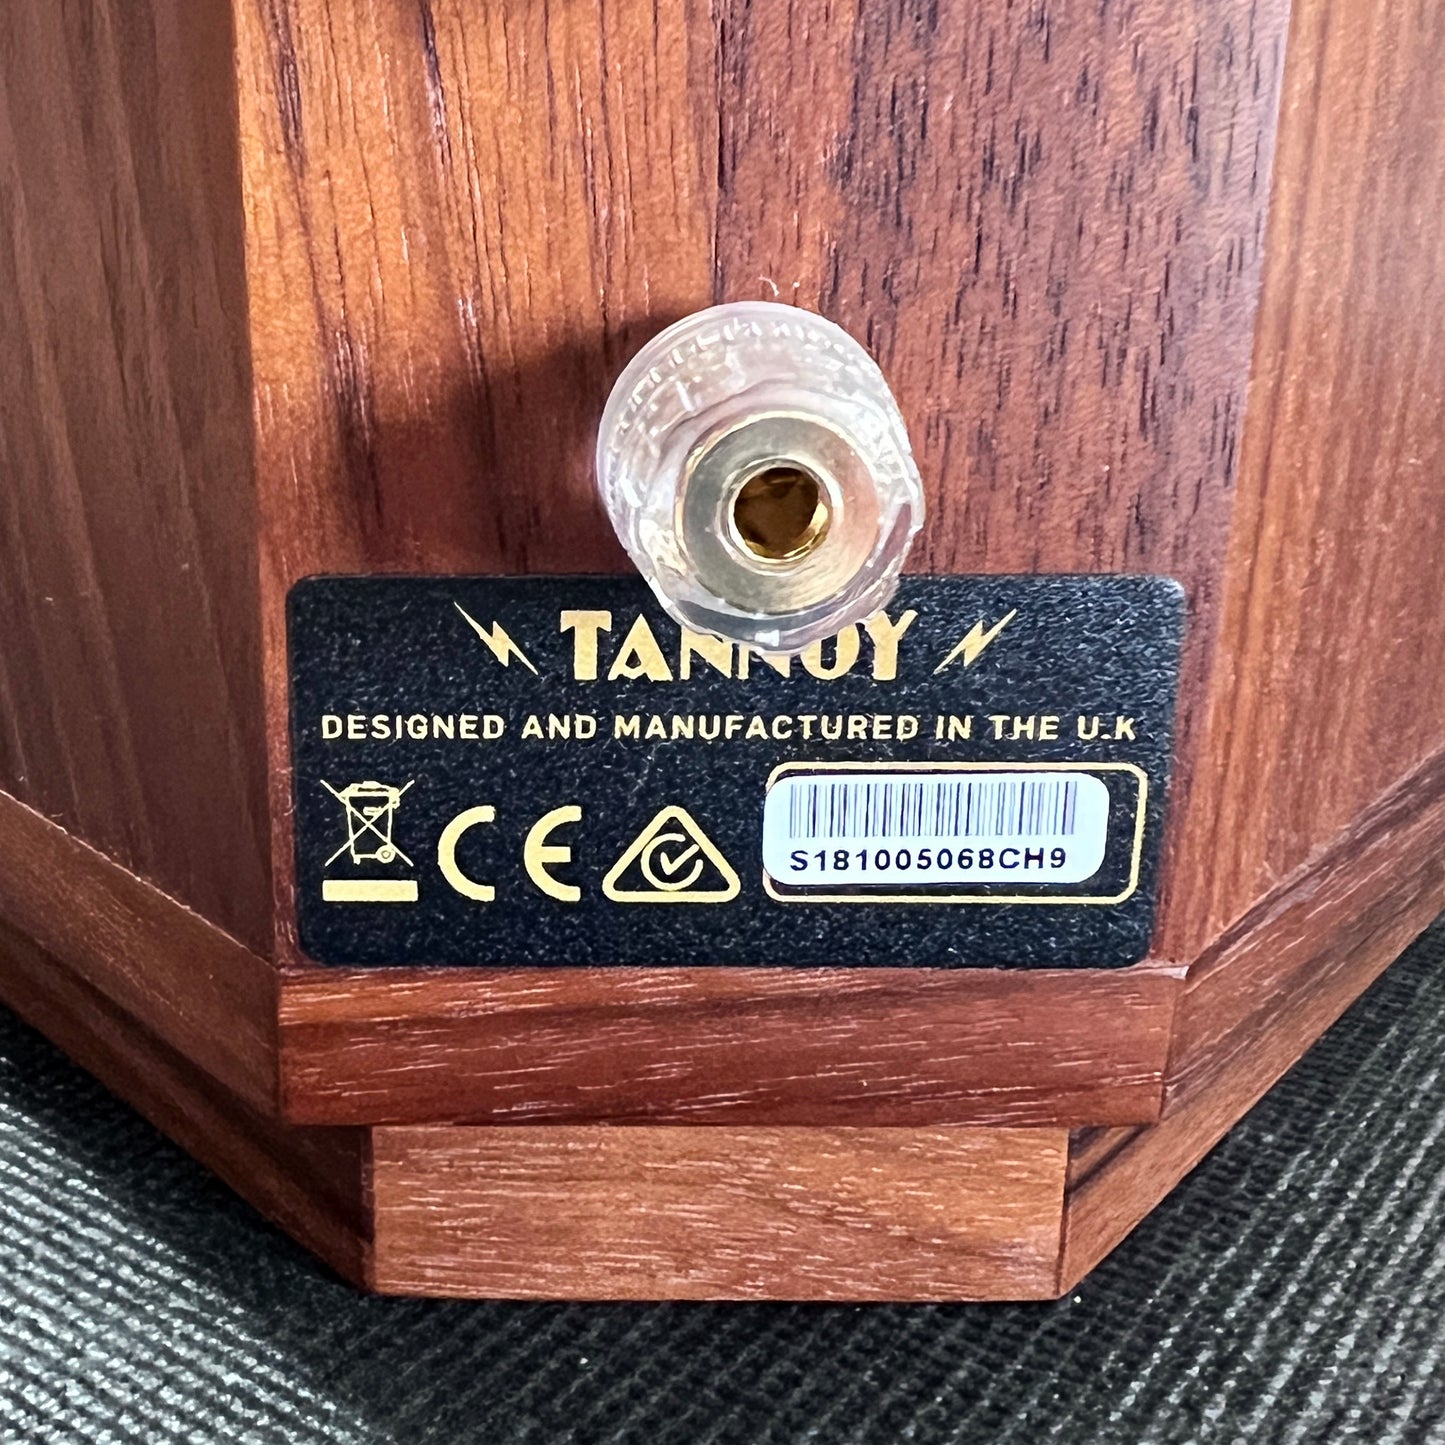 TANNOY
DESIGNED AND MANUFACTURED IN THE U.K
CE
S181005068CH9